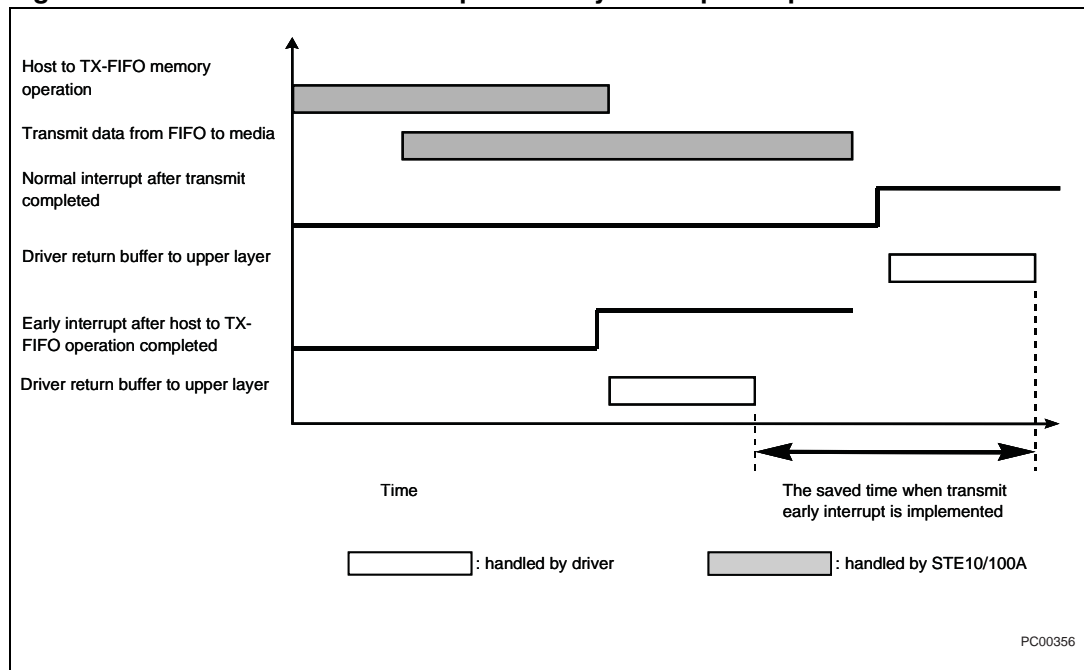 Host to TX-FIFO memory
operation
Transmit data from FIFO to media
Normal interrupt after transmit
completed
Driver return buffer to upper layer
Early interrupt after host to TX-
FIFO operation completed
Driver return buffer to upper layer
Time
The saved time when transmit
early interrupt is implemented
: handled by driver
: handled by STE10/100A
PC00356